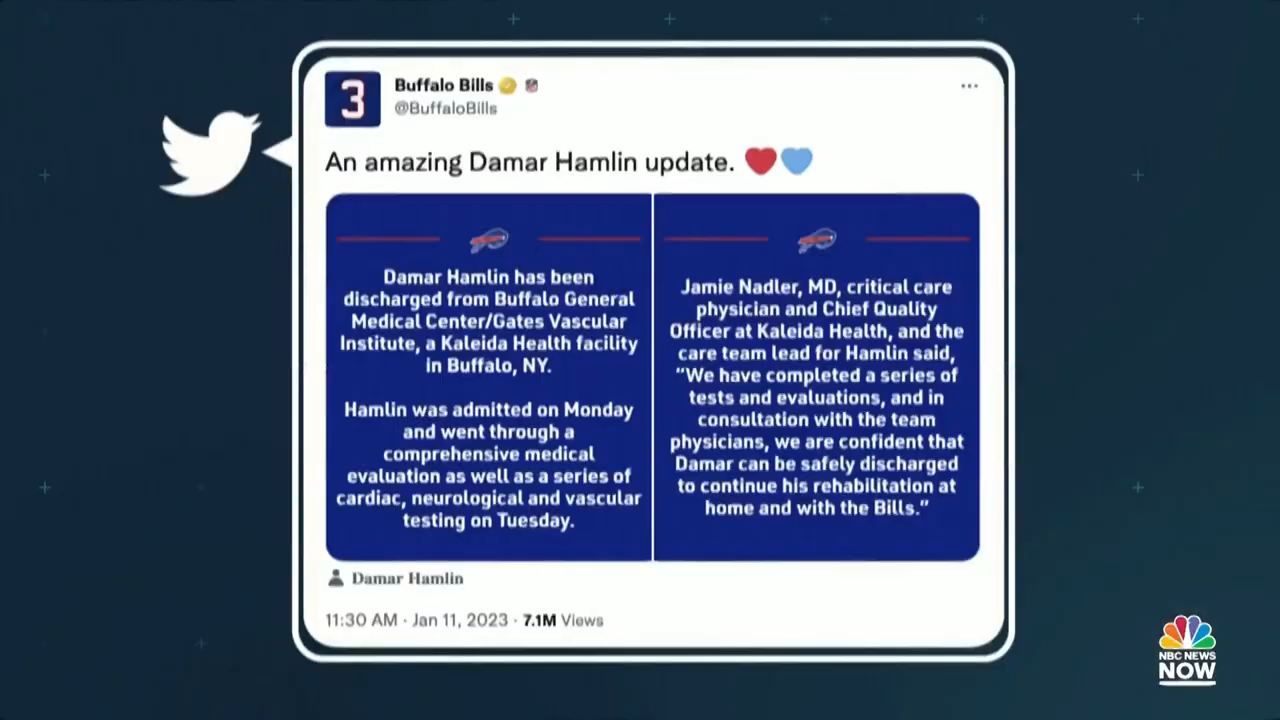 3
Buffalo Bills
@BuffaloBills
An amazing Damar Hamlin update.
Damar Hamlin has been
discharged from Buffalo General
Medical Center/Gates Vascular
Institute, a Kaleida Health facility
in Buffalo, NY.
Hamlin was admitted on Monday
and went through a
comprehensive medical
evaluation as well as a series of
cardiac, neurological and vascular
testing on Tuesday.
Jamie Nadler, MD, critical care
physician and Chief Quality
Officer at Kaleida Health, and the
care team lead for Hamlin said,
“We have completed a series of
tests and evaluations, and in
consultation with the team
physicians, we are confident that
Damar can be safely discharged
to continue his rehabilitation at
home and with the Bills.”
Damar Hamlin
11:30 AM · Jan 11, 2023 · 7.1M Views
NBC NEWS
NOW